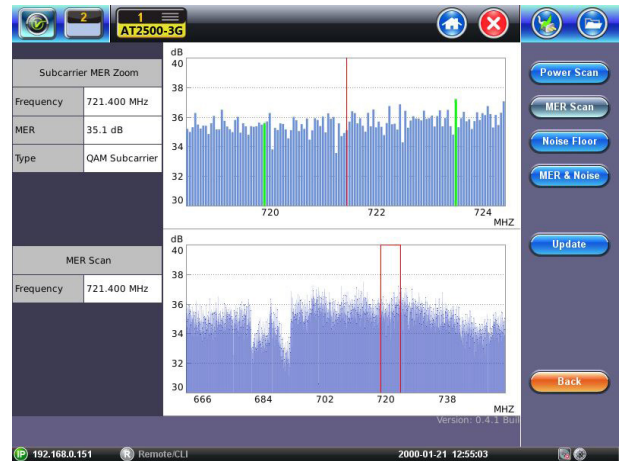 2
1
AT2500-3G
Subcarrier MER Zoom
Frequency 721.400 MHz
MER 35.1 dB
Type QAM Subcarrier
dB
40
38
36
34
32
30
720 722 724
MHZ
MER Scan
Frequency 721.400 MHz
dB
40
38
36
34
32
30
666 684 702 720 738
MHZ
Version: 0.4.1 Buil
Power Scan
MER Scan
Noise Floor
MER & Noise
Update
Back
IP 192.168.0.151 R Remote/CLI 2000-01-21 12:55:03